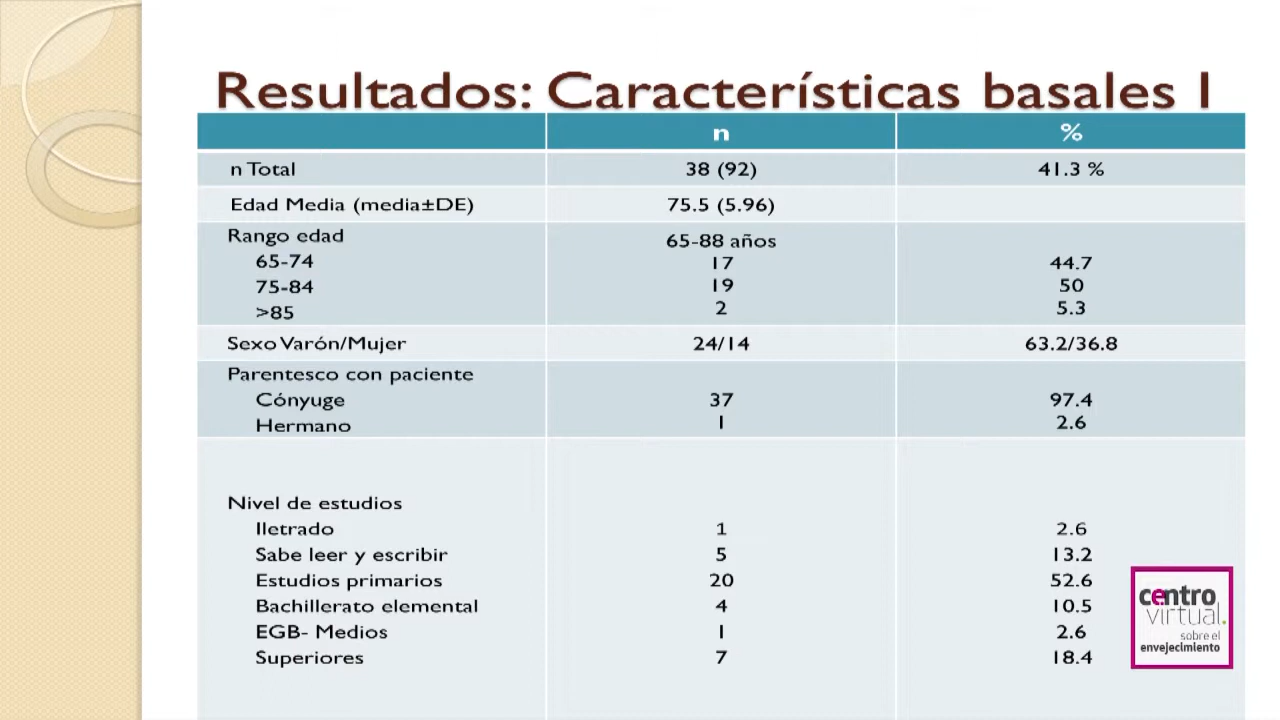 Resultados: Características basales I
n %
n Total 38 (92) 41.3 %
Edad Media (media±DE) 75.5 (5.96)
Rango edad 65-88 años
65-74 17 44.7
75-84 19 50
>85 2 5.3
Sexo Varón/Mujer 24/14 63.2/36.8
Parentesco con paciente
Cónyuge 37 97.4
Hermano 1 2.6
Nivel de estudios
Iletrado 1 2.6
Sabe leer y escribir 5 13.2
Estudios primarios 20 52.6
Bachillerato elemental 4 10.5
EGB- Medios 1 2.6
Superiores 7 18.4
centro
virtual.
sobre el
envejecimiento